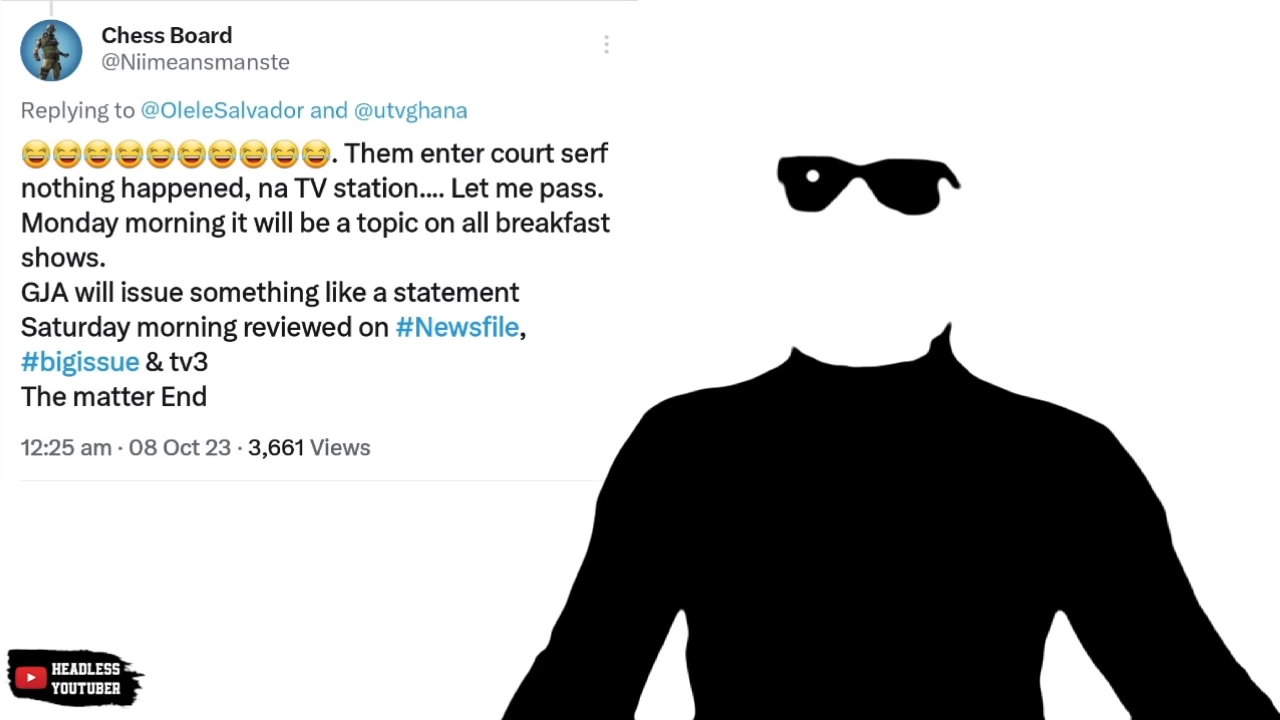 Chess Board
@Niimeansmanste
Replying to @OleleSalvador and @utvghana
😂😂😂😂😂😂😂😂😂😂. Them enter court serf
nothing happened, na TV station.... Let me pass.
Monday morning it will be a topic on all breakfast
shows.
GJA will issue something like a statement
Saturday morning reviewed on #Newsfile,
#bigissue & tv3
The matter End
12:25 am · 08 Oct 23 · 3,661 Views
HEADLESS
YOUTUBER